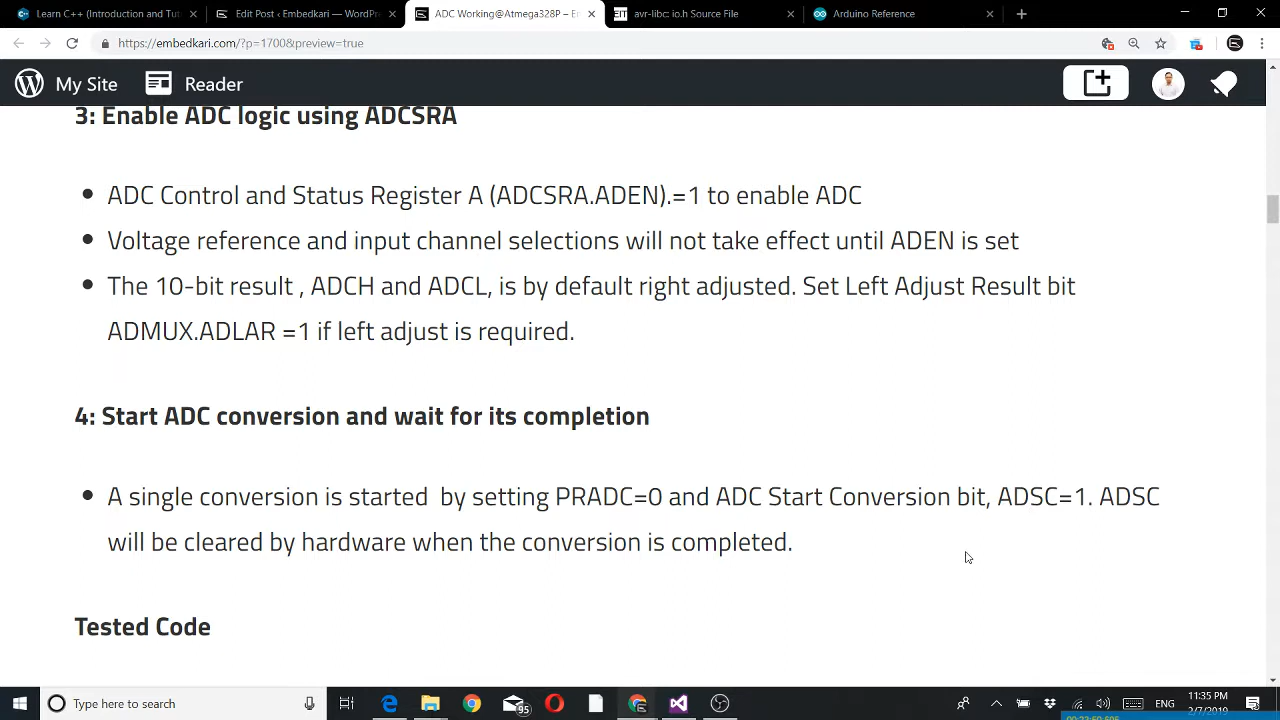 Learn C++ (Introduction and Tut
Edit Post ‹ Embedkari — WordPr
ADC Working@Atmega328P – E
avr-libc: io.h Source File
Arduino Reference
https://embedkari.com/?p=1700&preview=true
My Site
Reader
3: Enable ADC logic using ADCSRA
ADC Control and Status Register A (ADCSRA.ADEN).=1 to enable ADC
Voltage reference and input channel selections will not take effect until ADEN is set
The 10-bit result , ADCH and ADCL, is by default right adjusted. Set Left Adjust Result bit
ADMUX.ADLAR =1 if left adjust is required.
4: Start ADC conversion and wait for its completion
A single conversion is started  by setting PRADC=0 and ADC Start Conversion bit, ADSC=1. ADSC
will be cleared by hardware when the conversion is completed.
Tested Code
Type here to search
95
ENG
11:35 PM
2/7/2019